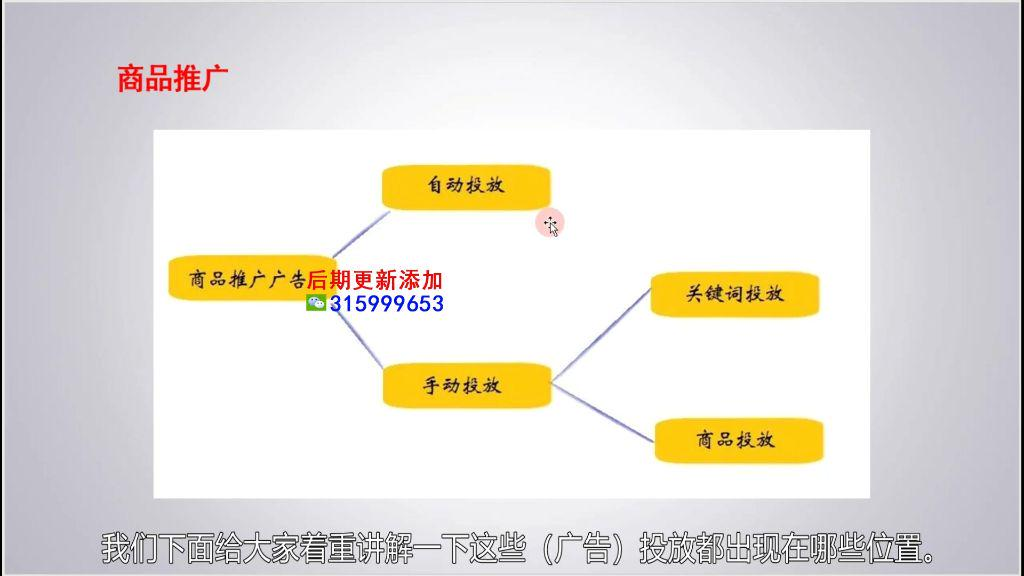 商品推广
自动投放
商品推广广告
后期更新添加
315999653
关键词投放
手动投放
商品投放
我们下面给大家着重讲解一下这些（广告）投放都出现在哪些位置。